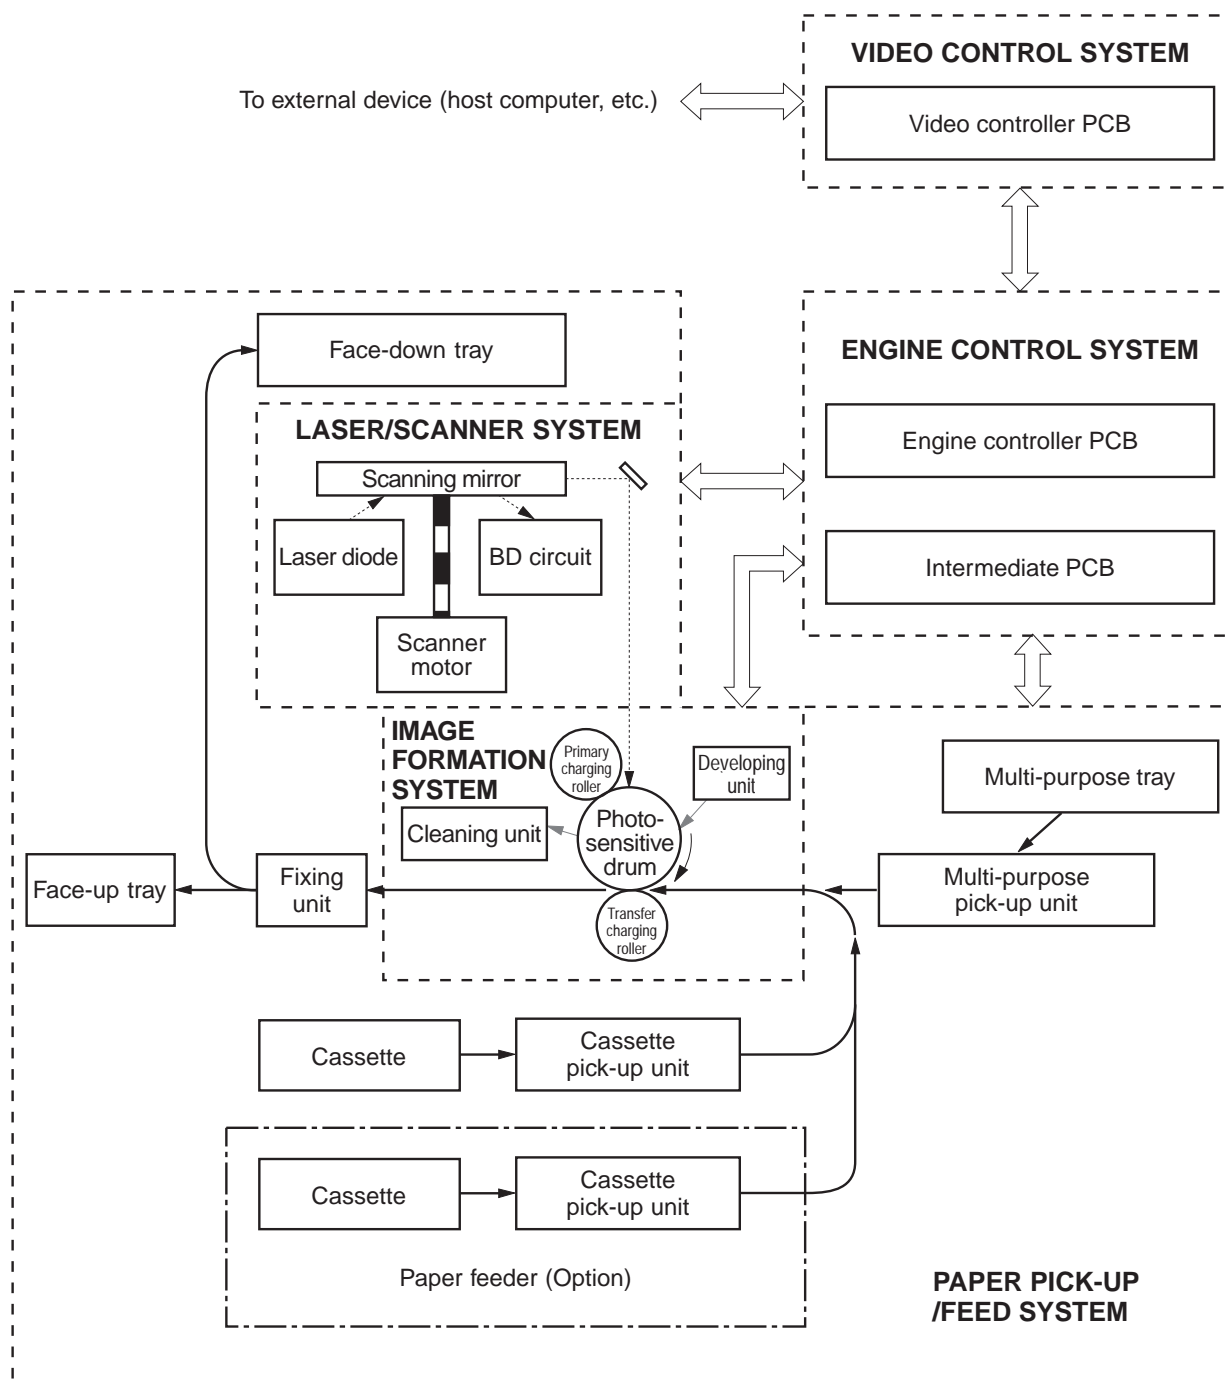 VIDEO CONTROL SYSTEM
To external device (host computer, etc.)
Video controller PCB
Face-down tray
ENGINE CONTROL SYSTEM
LASER/SCANNER SYSTEM
Engine controller PCB
Scanning mirror
Laser diode
BD circuit
Intermediate PCB
Scanner
motor
IMAGE
FORMATION
SYSTEM
Primary
charging
roller
Developing
unit
Multi-purpose tray
Cleaning unit
Photo-
sensitive
drum
Face-up tray
Fixing
unit
Multi-purpose
pick-up unit
Transfer
charging
roller
Cassette
Cassette
pick-up unit
Cassette
Cassette
pick-up unit
Paper feeder (Option)
PAPER PICK-UP
/FEED SYSTEM